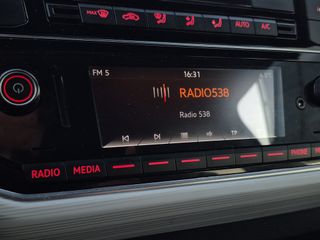 MAX
AUTO A/C
FM 5 16:31
RADIO538
Radio 538
TP
RADIO MEDIA PHONE